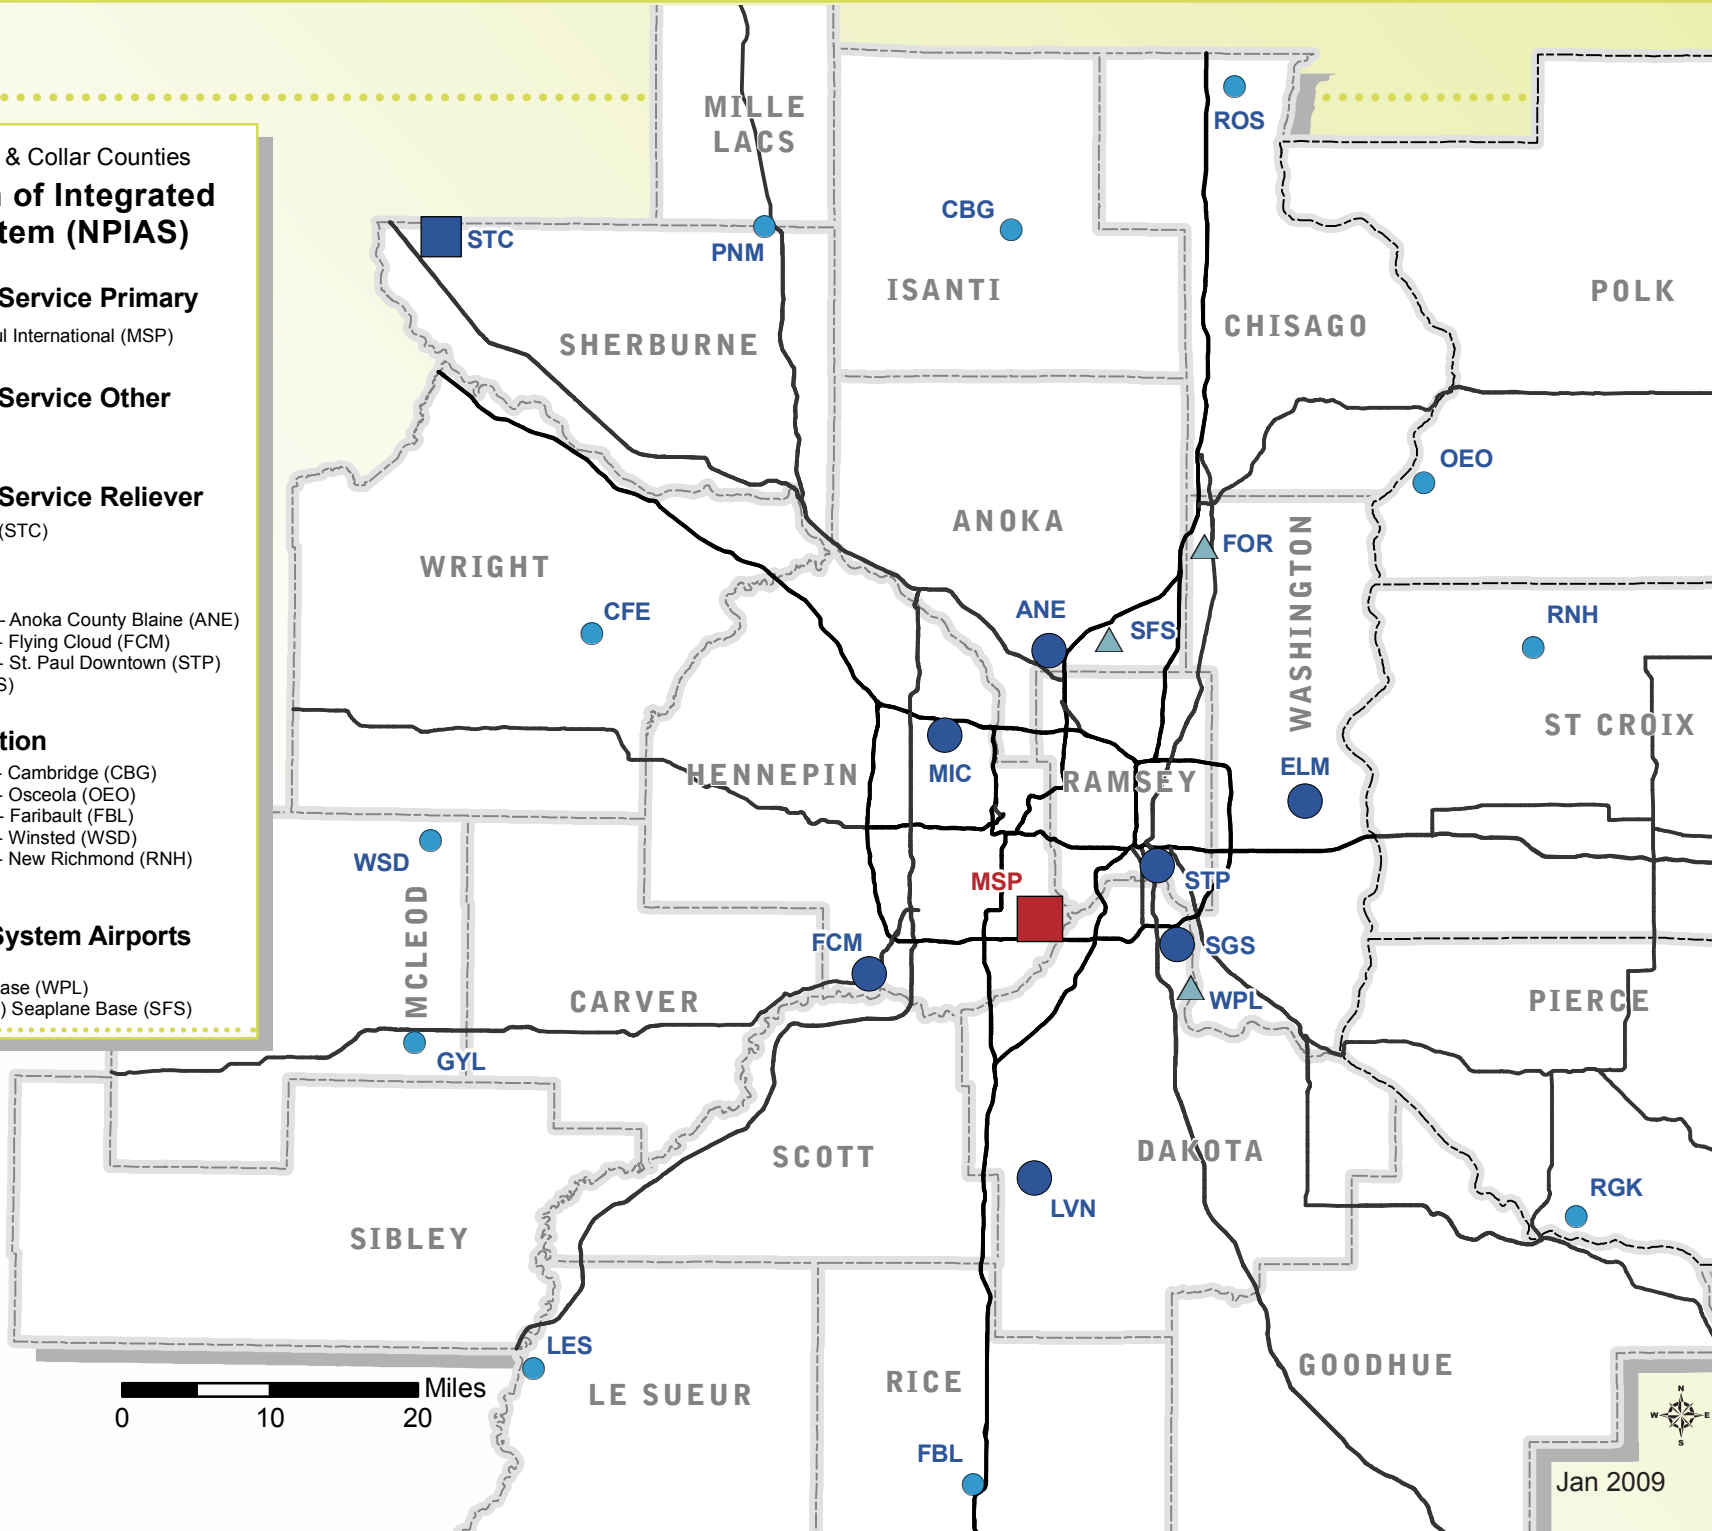 & Collar Counties
of Integrated
(NPIAS)
Service Primary
International (MSP)
Service Other
Service Reliever
(STC)
- Anoka County Blaine (ANE)
- Flying Cloud (FCM)
- St. Paul Downtown (STP)
- Cambridge (CBG)
- Osceola (OEO)
- Faribault (FBL)
- Winsted (WSD)
- New Richmond (RNH)
System Airports
(WPL)
) Seaplane Base (SFS)
MILLE
LACS
ROS
CBG
STC
PNM
ISANTI
POLK
CHISAGO
SHERBURNE
OEO
ANOKA
FOR
WASHINGTON
WRIGHT
CFE
ANE
SFS
RNH
ST CROIX
HENNEPIN
MIC
RAMSEY
ELM
WSD
MSP
STP
MCLEOD
FCM
SGS
CARVER
WPL
PIERCE
GYL
SCOTT
DAKOTA
LVN
RGK
SIBLEY
LES
LE SUEUR
RICE
GOODHUE
FBL
Miles
0 10 20
N
W E
S
Jan 2009